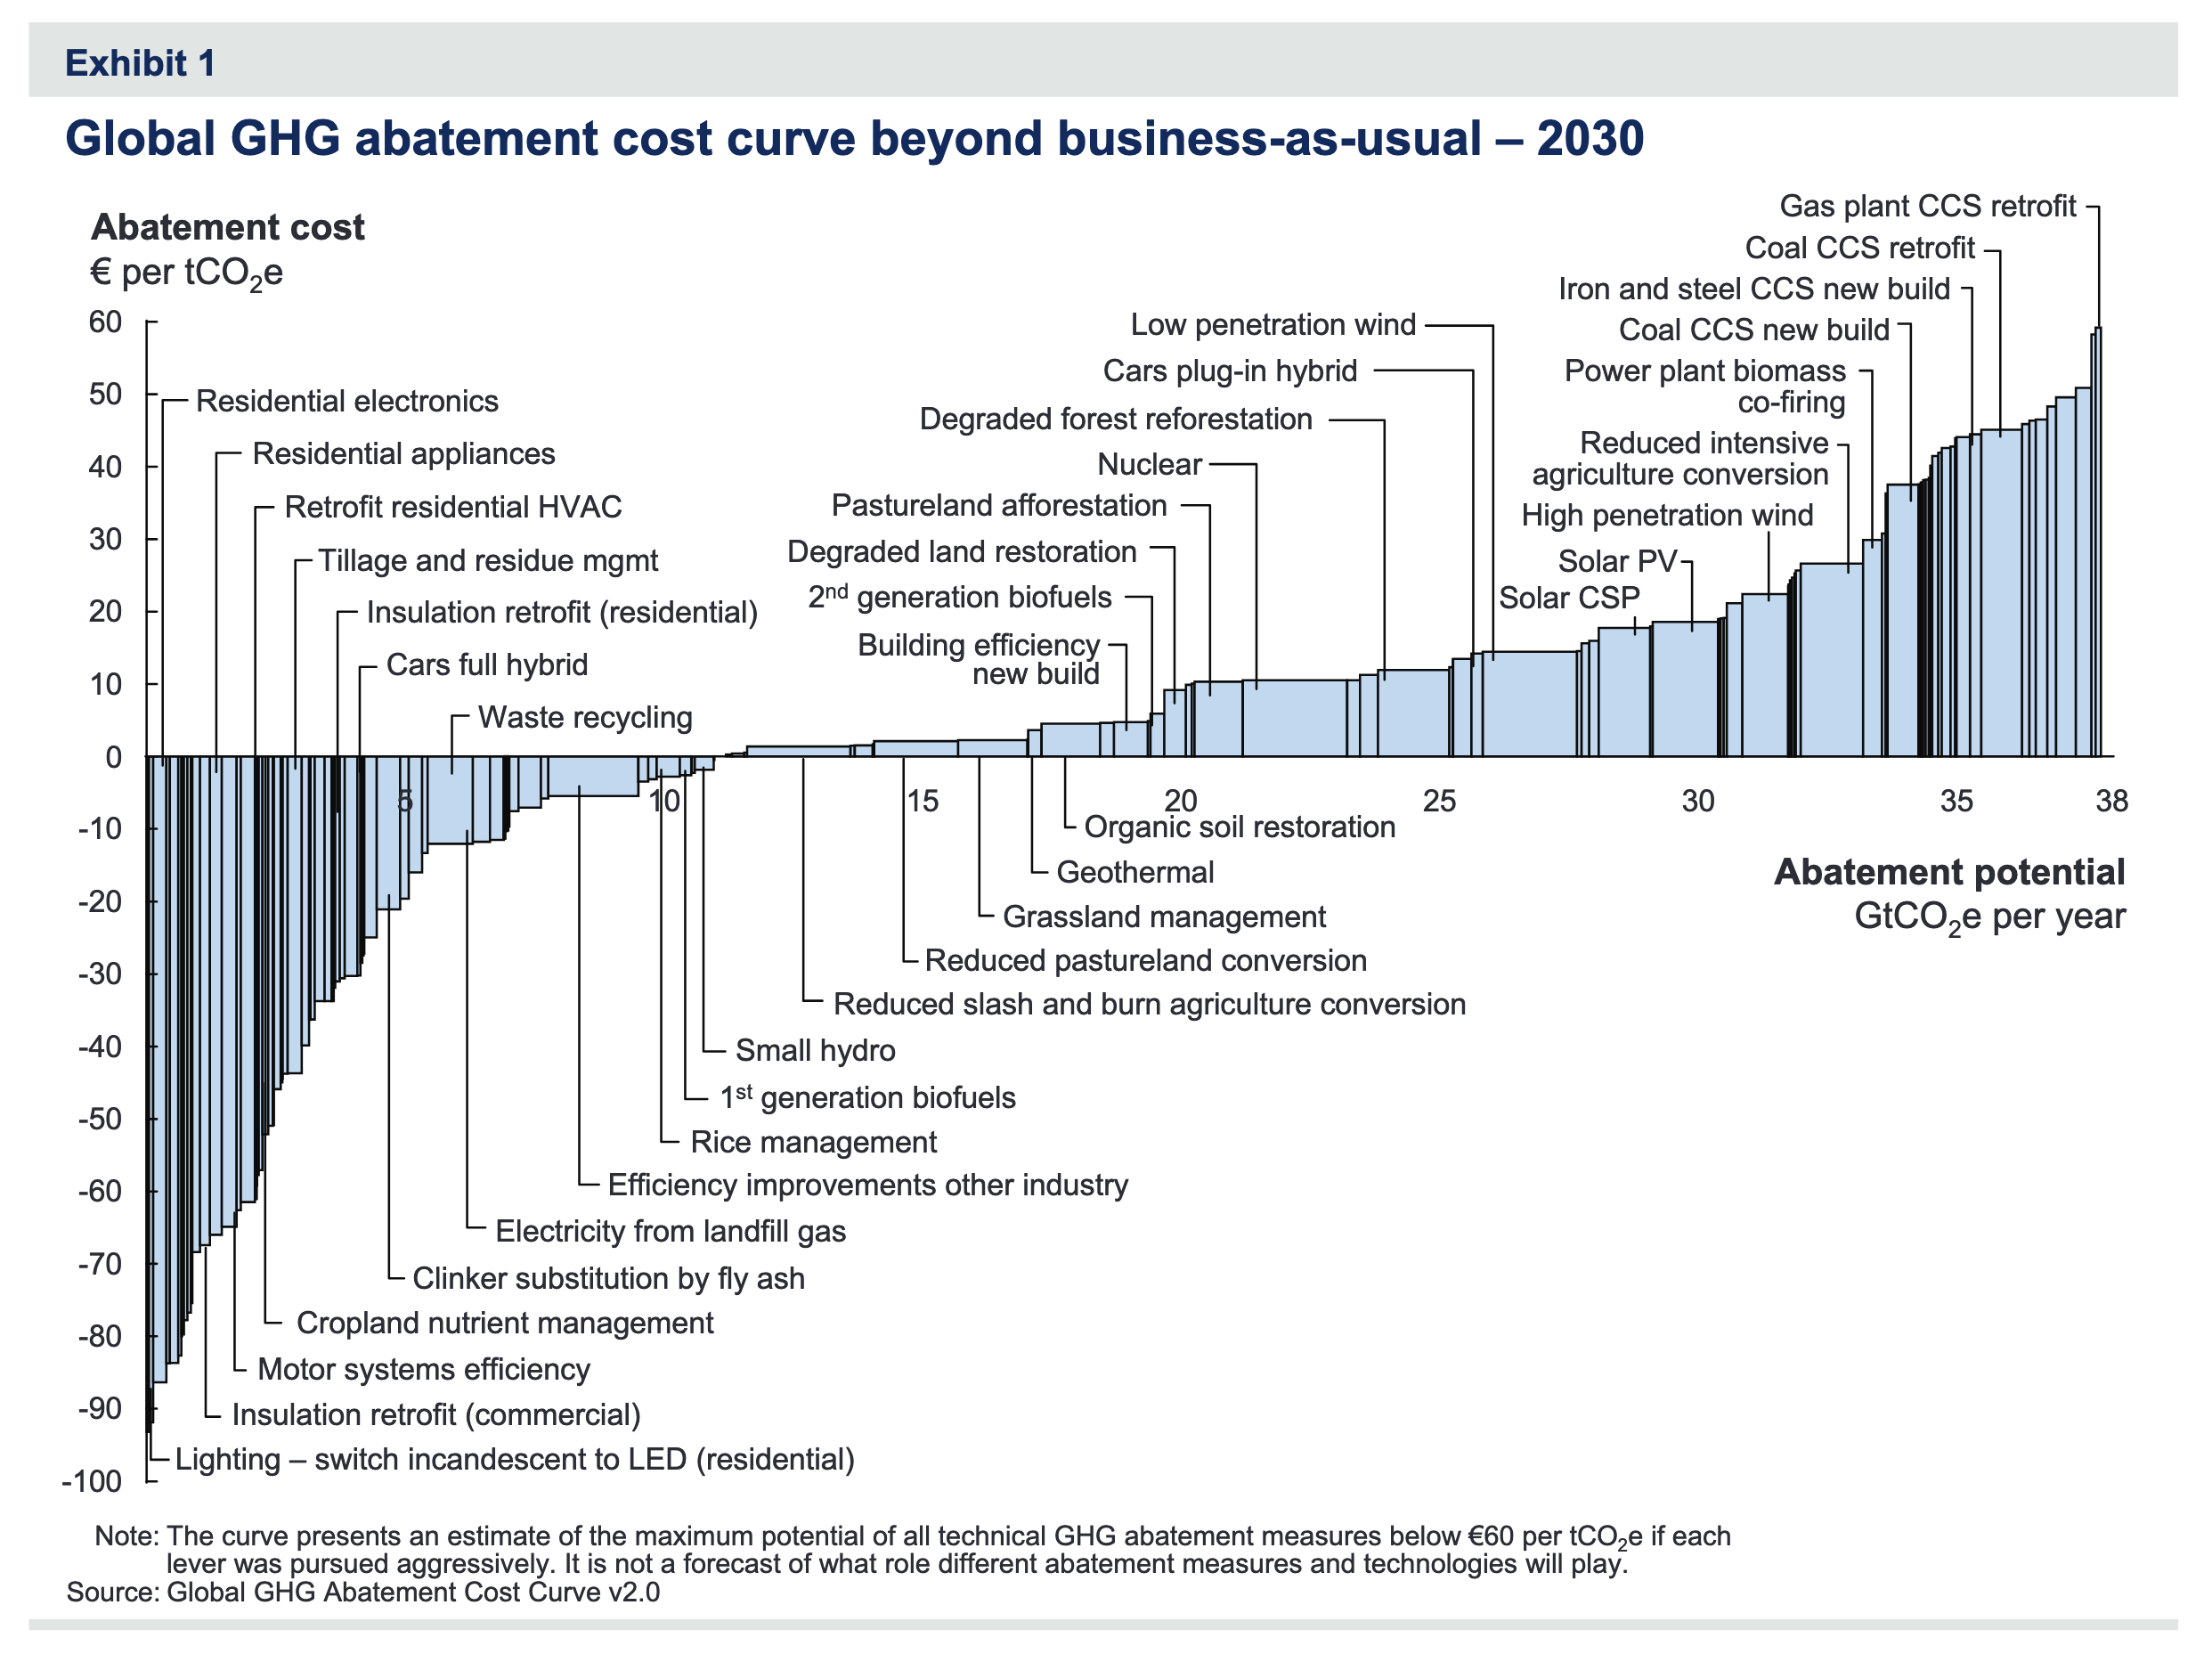 Exhibit 1
Global GHG abatement cost curve beyond business-as-usual – 2030
Abatement cost
€ per tCO2e
60
50
40
30
20
10
0
-10
-20
-30
-40
-50
-60
-70
-80
-90
-100
Residential electronics
Residential appliances
Retrofit residential HVAC
Tillage and residue mgmt
Insulation retrofit (residential)
Cars full hybrid
Waste recycling
Gas plant CCS retrofit
Coal CCS retrofit
Iron and steel CCS new build
Coal CCS new build
Power plant biomass
co-firing
Reduced intensive
agriculture conversion
High penetration wind
Solar PV
Solar CSP
Low penetration wind
Cars plug-in hybrid
Degraded forest reforestation
Nuclear
Pastureland afforestation
Degraded land restoration
2nd generation biofuels
Building efficiency
new build
5
10
15
20
25
30
35
38
Abatement potential
GtCO2e per year
Organic soil restoration
Geothermal
Grassland management
Reduced pastureland conversion
Reduced slash and burn agriculture conversion
Small hydro
1st generation biofuels
Rice management
Efficiency improvements other industry
Electricity from landfill gas
Clinker substitution by fly ash
Cropland nutrient management
Motor systems efficiency
Insulation retrofit (commercial)
Lighting – switch incandescent to LED (residential)
Note: The curve presents an estimate of the maximum potential of all technical GHG abatement measures below €60 per tCO2e if each
lever was pursued aggressively. It is not a forecast of what role different abatement measures and technologies will play.
Source: Global GHG Abatement Cost Curve v2.0